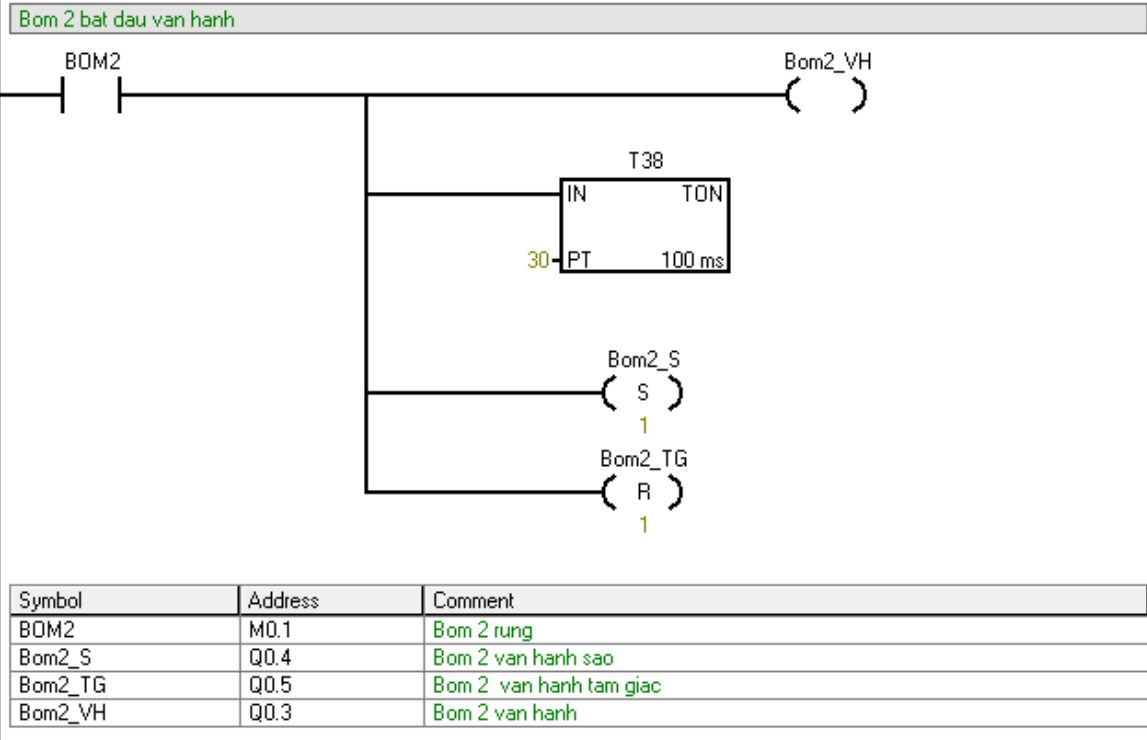 Bom 2 bat dau van hanh
BOM2
Bom2_VH
T38
IN TON
30 PT 100 ms
Bom2_S
S
1
Bom2_TG
R
1
Symbol Address Comment
BOM2 M0.1 Bom 2 rung
Bom2_S Q0.4 Bom 2 van hanh sao
Bom2_TG Q0.5 Bom 2 van hanh tam giac
Bom2_VH Q0.3 Bom 2 van hanh